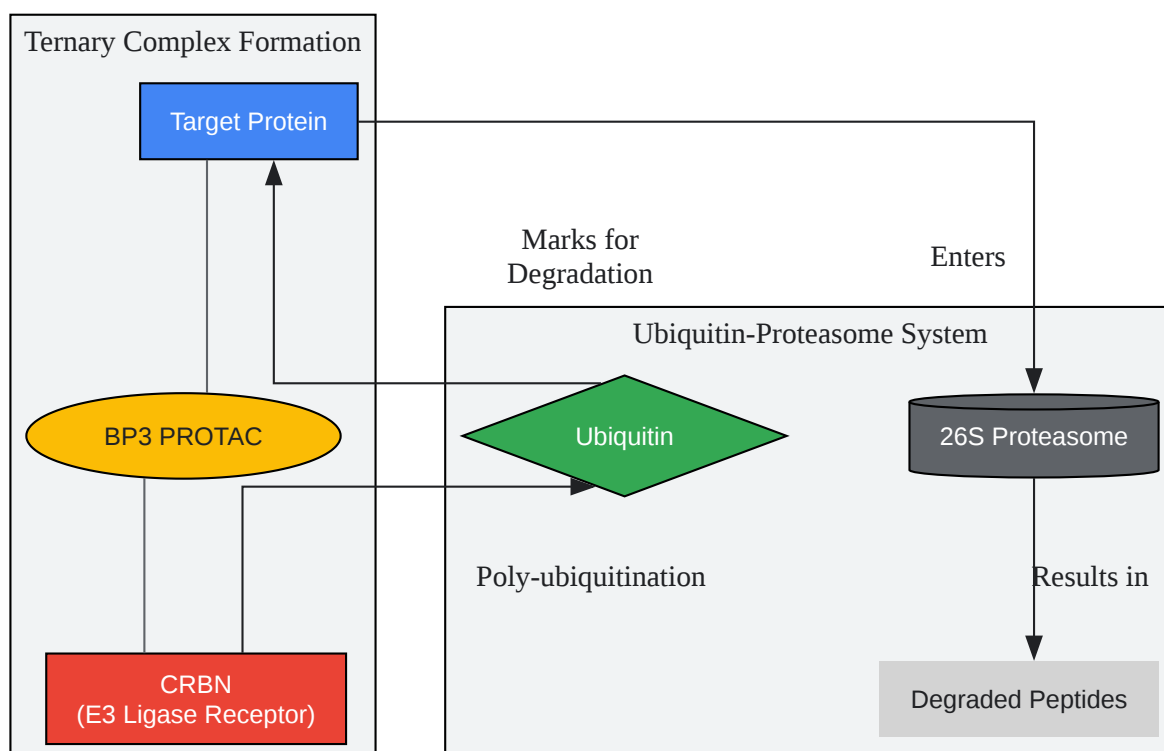 Ternary Complex Formation
Target Protein
Marks for
Degradation
Enters
Ubiquitin-Proteasome System
BP3 PROTAC
Ubiquitin
26S Proteasome
Poly-ubiquitination
Results in
CRBN
(E3 Ligase Receptor)
Degraded Peptides